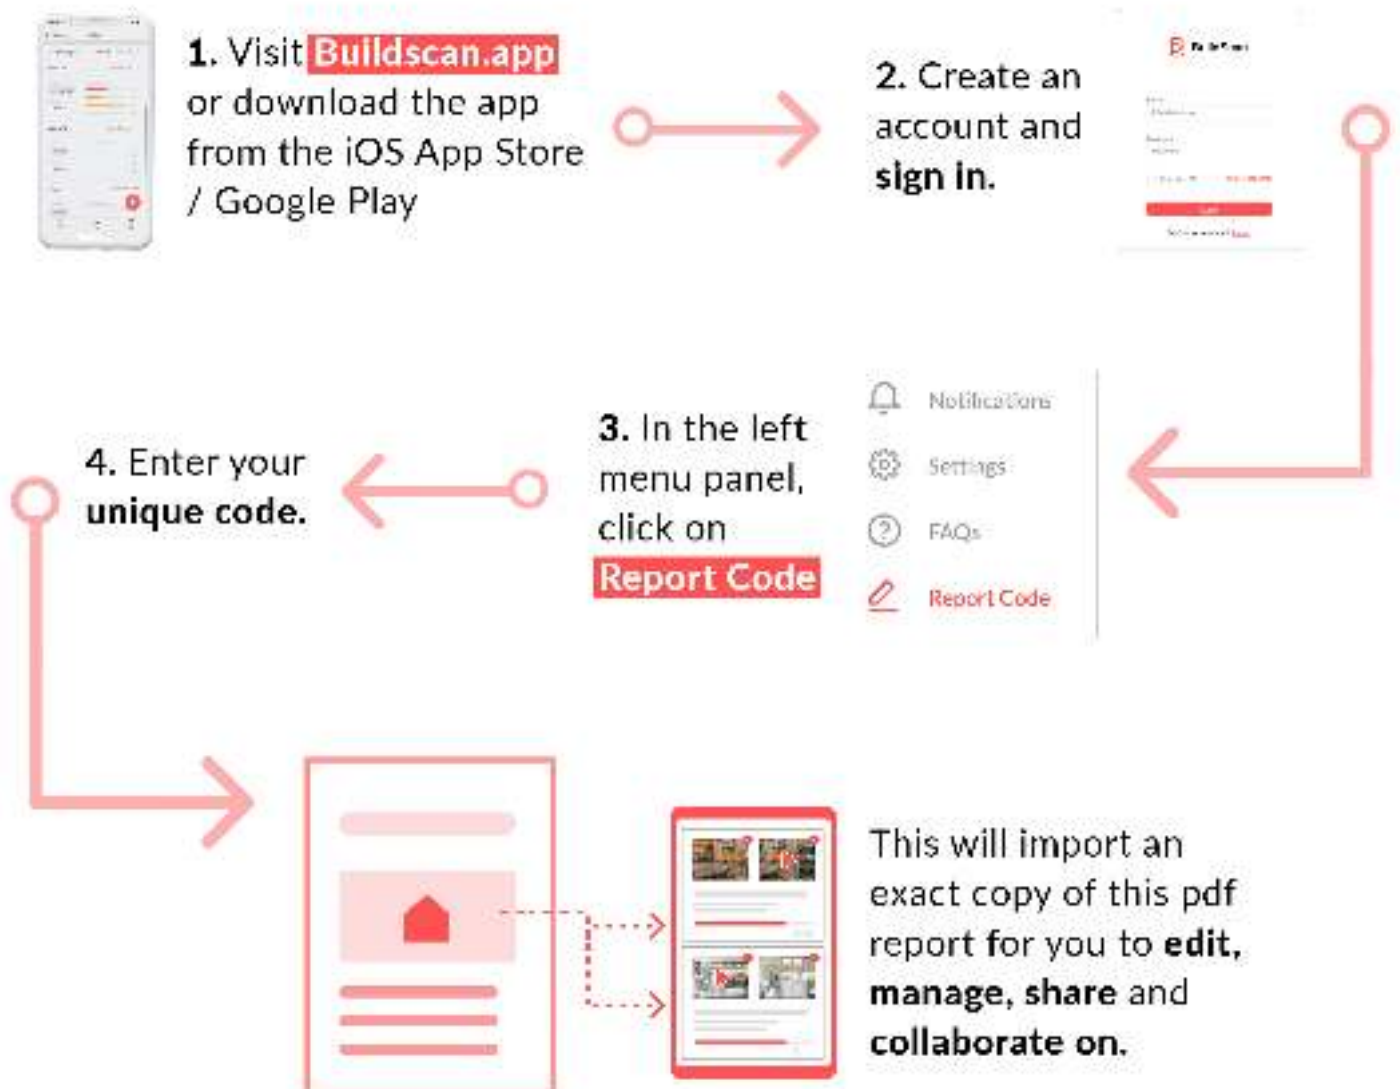 1. Visit Buildscan.app
or download the app
from the iOS App Store
/ Google Play
2. Create an
account and
sign in.
BuildScan
3. In the left
menu panel,
click on
Report Code
Notifications
Settings
FAQs
Report Code
4. Enter your
unique code.
This will import an
exact copy of this pdf
report for you to edit,
manage, share and
collaborate on.